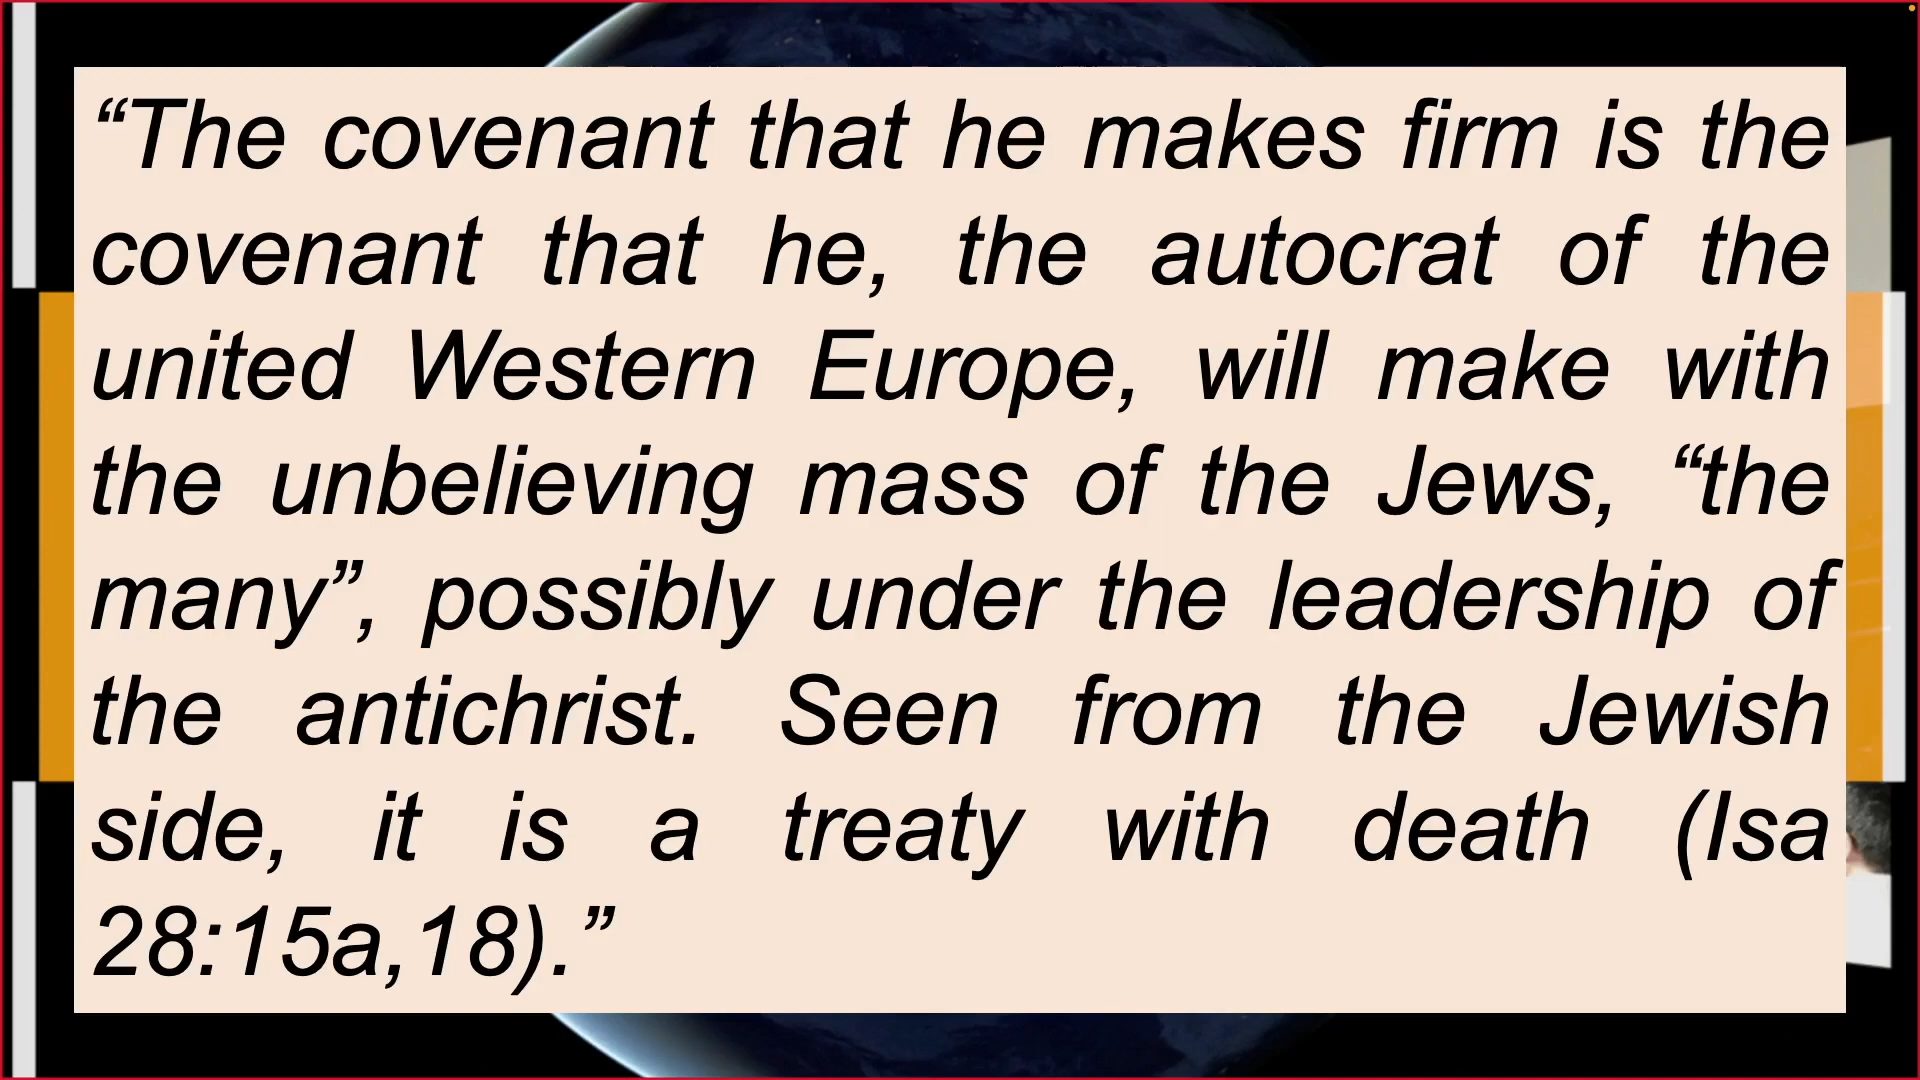 “The covenant that he makes firm is the
covenant that he, the autocrat of the
united Western Europe, will make with
the unbelieving mass of the Jews, “the
many”, possibly under the leadership of
the antichrist. Seen from the Jewish
side, it is a treaty with death (Isa
28:15a,18).”